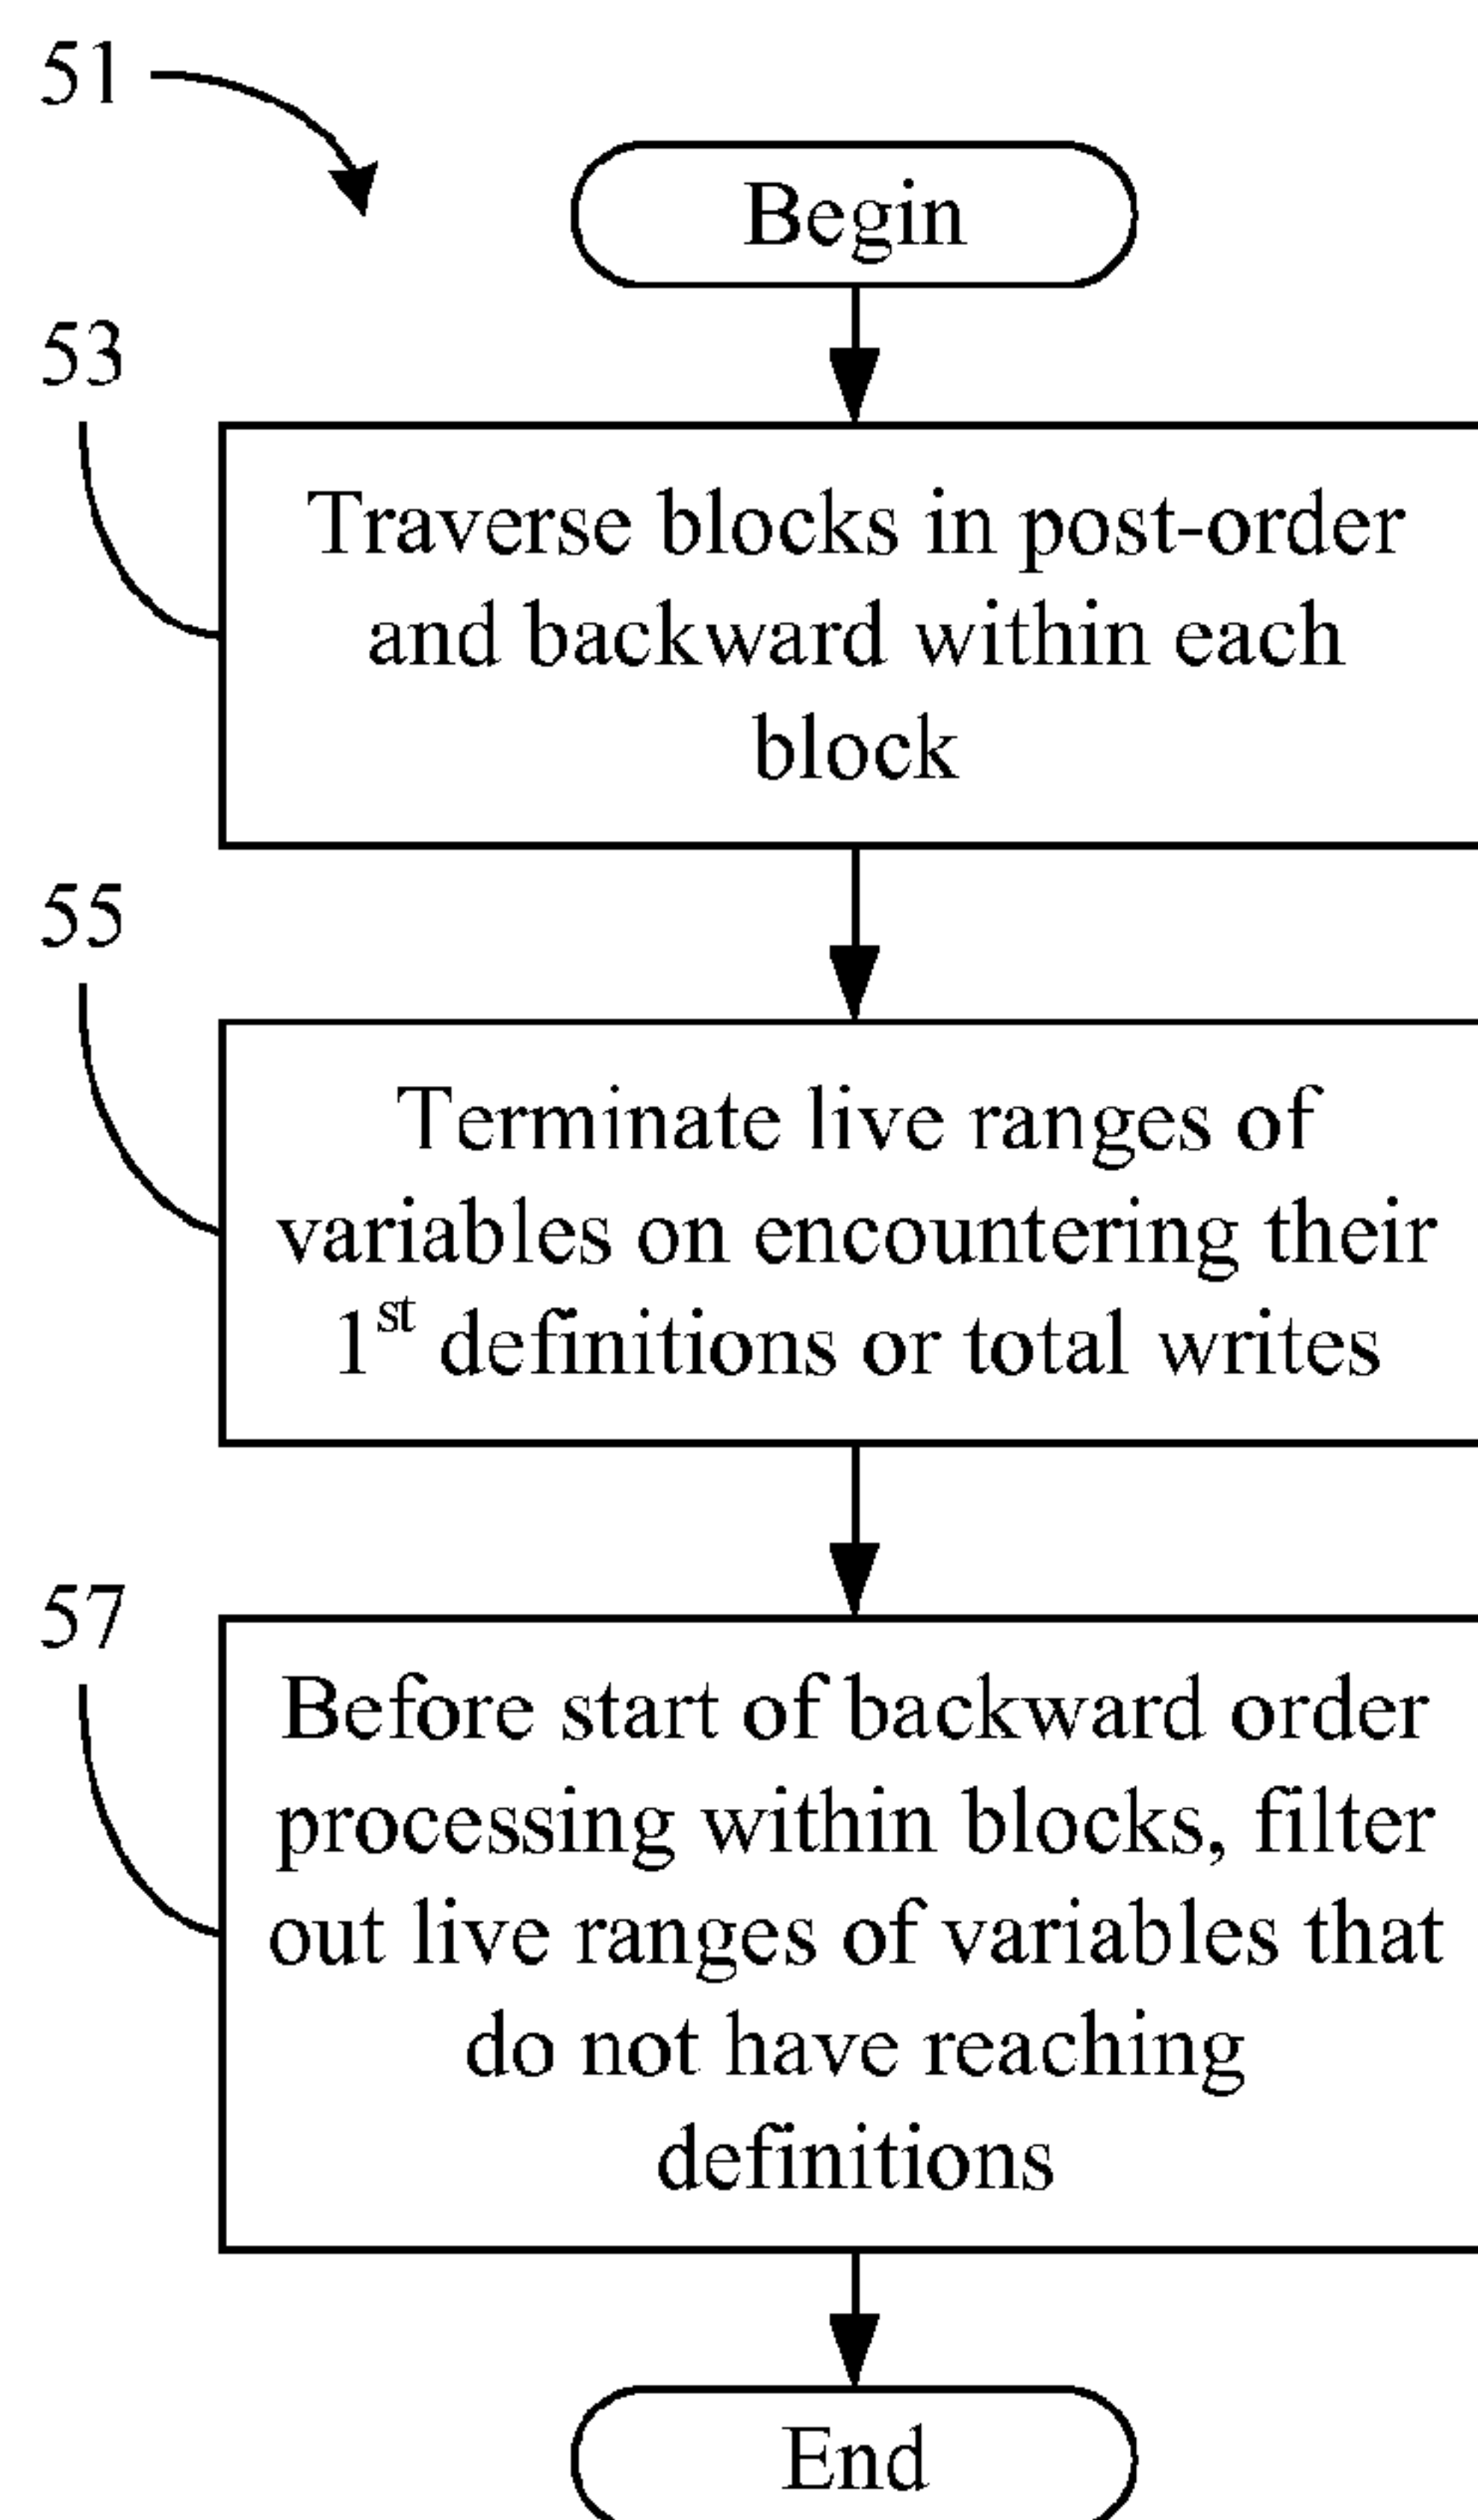 51
Begin
53
Traverse blocks in post-order
and backward within each
block
55
Terminate live ranges of
variables on encountering their
1st definitions or total writes
57
Before start of backward order
processing within blocks, filter
out live ranges of variables that
do not have reaching
definitions
End